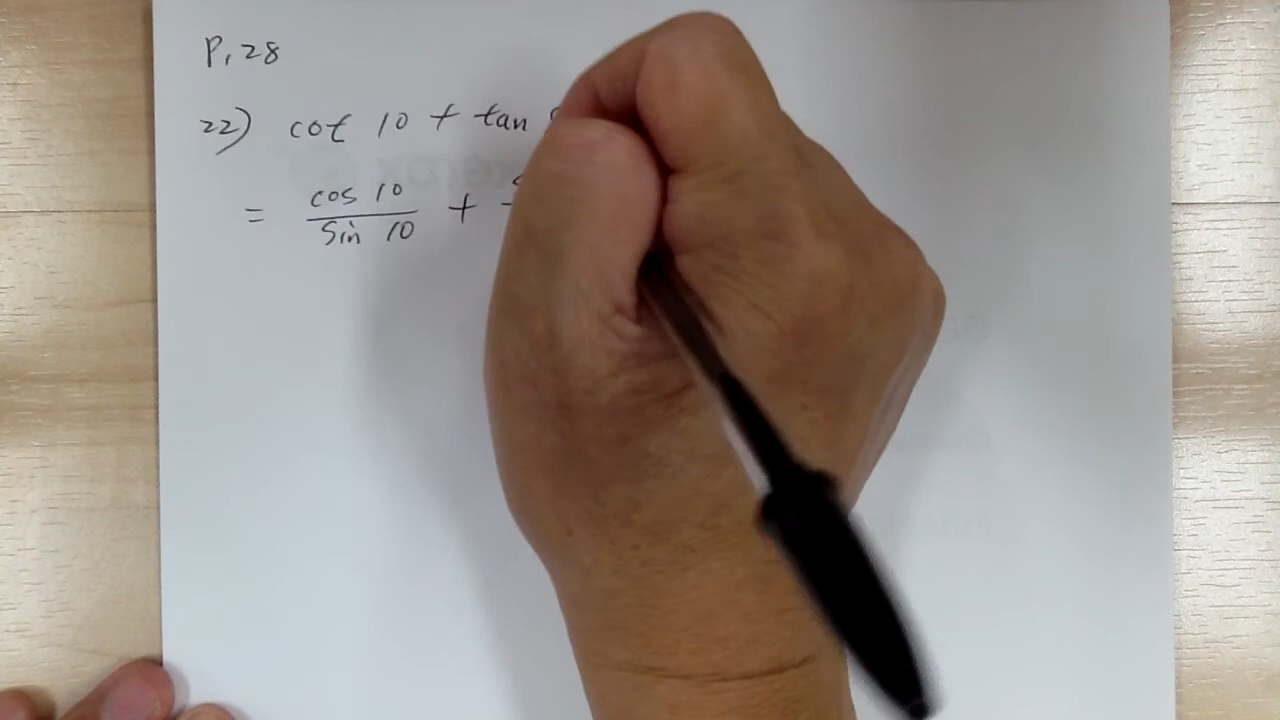 P.28
22) cot 10 + tan
= cos 10 / sin 10 +